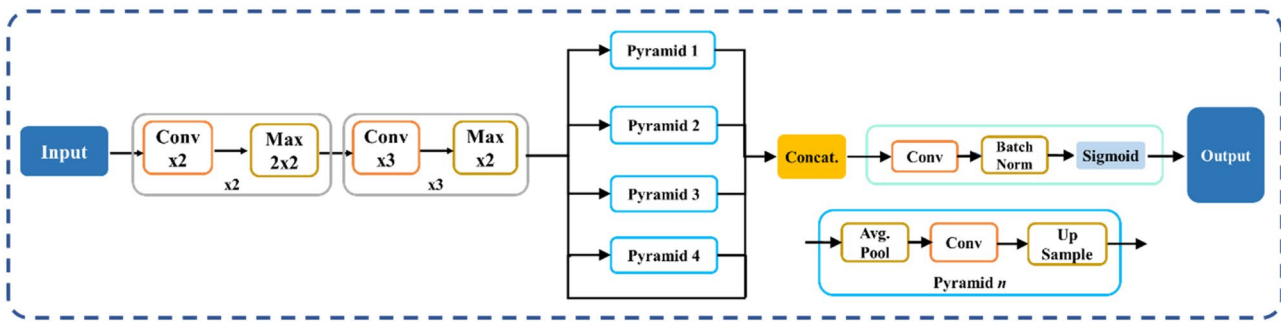 Input
Conv
x2
Max
2x2
x2
Conv
x3
Max
x2
x3
Pyramid 1
Pyramid 2
Pyramid 3
Pyramid 4
Concat.
Conv
Batch
Norm
Sigmoid
Output
Avg.
Pool
Conv
Up
Sample
Pyramid n